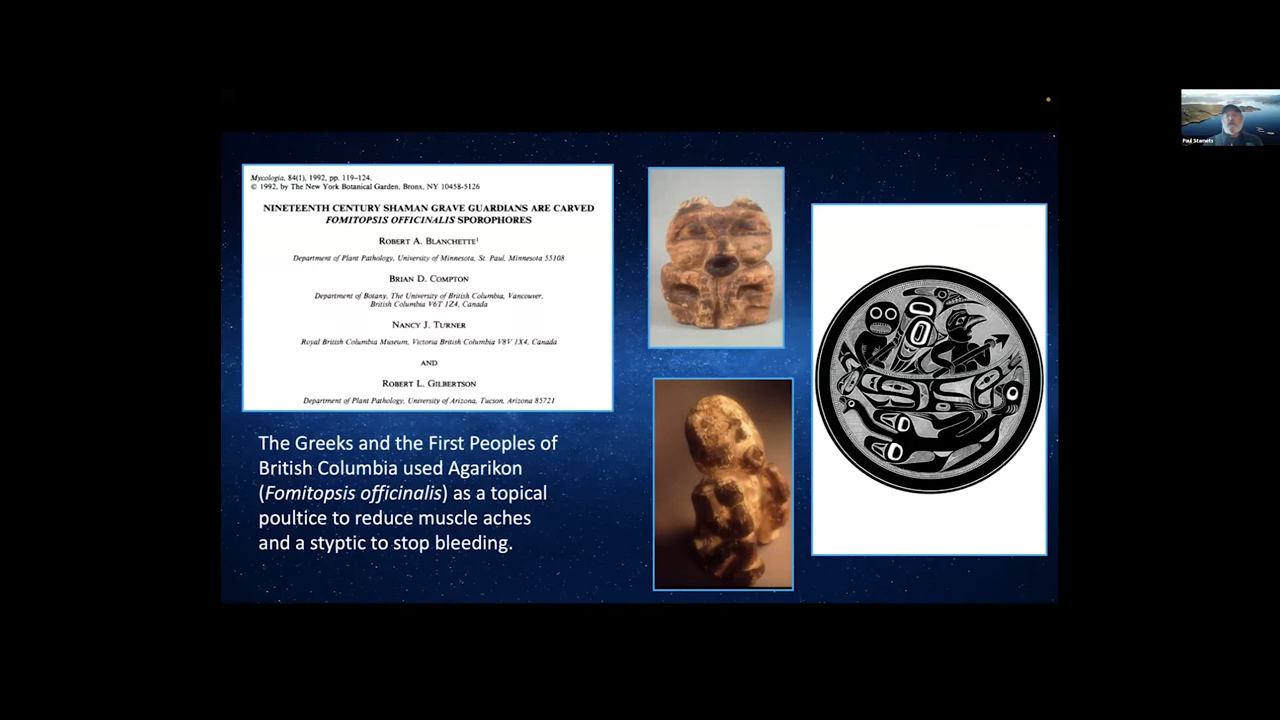 Mycologia, 84(1), 1992, pp. 119–124.
© 1992, by The New York Botanical Garden, Bronx, NY 10458-5126
NINETEENTH CENTURY SHAMAN GRAVE GUARDIANS ARE CARVED
FOMITOPSIS OFFICINALIS SPOROPHORES
ROBERT A. BLANCHETTE¹
Department of Plant Pathology, University of Minnesota, St. Paul, Minnesota 55108
BRIAN D. COMPTON
Department of Botany, The University of British Columbia, Vancouver,
British Columbia V6T 1Z4, Canada
NANCY J. TURNER
Royal British Columbia Museum, Victoria British Columbia V8V 1X4, Canada
AND
ROBERT L. GILBERTSON
Department of Plant Pathology, University of Arizona, Tucson, Arizona 85721
The Greeks and the First Peoples of
British Columbia used Agarikon
(Fomitopsis officinalis) as a topical
poultice to reduce muscle aches
and a styptic to stop bleeding.
Paul Stamets